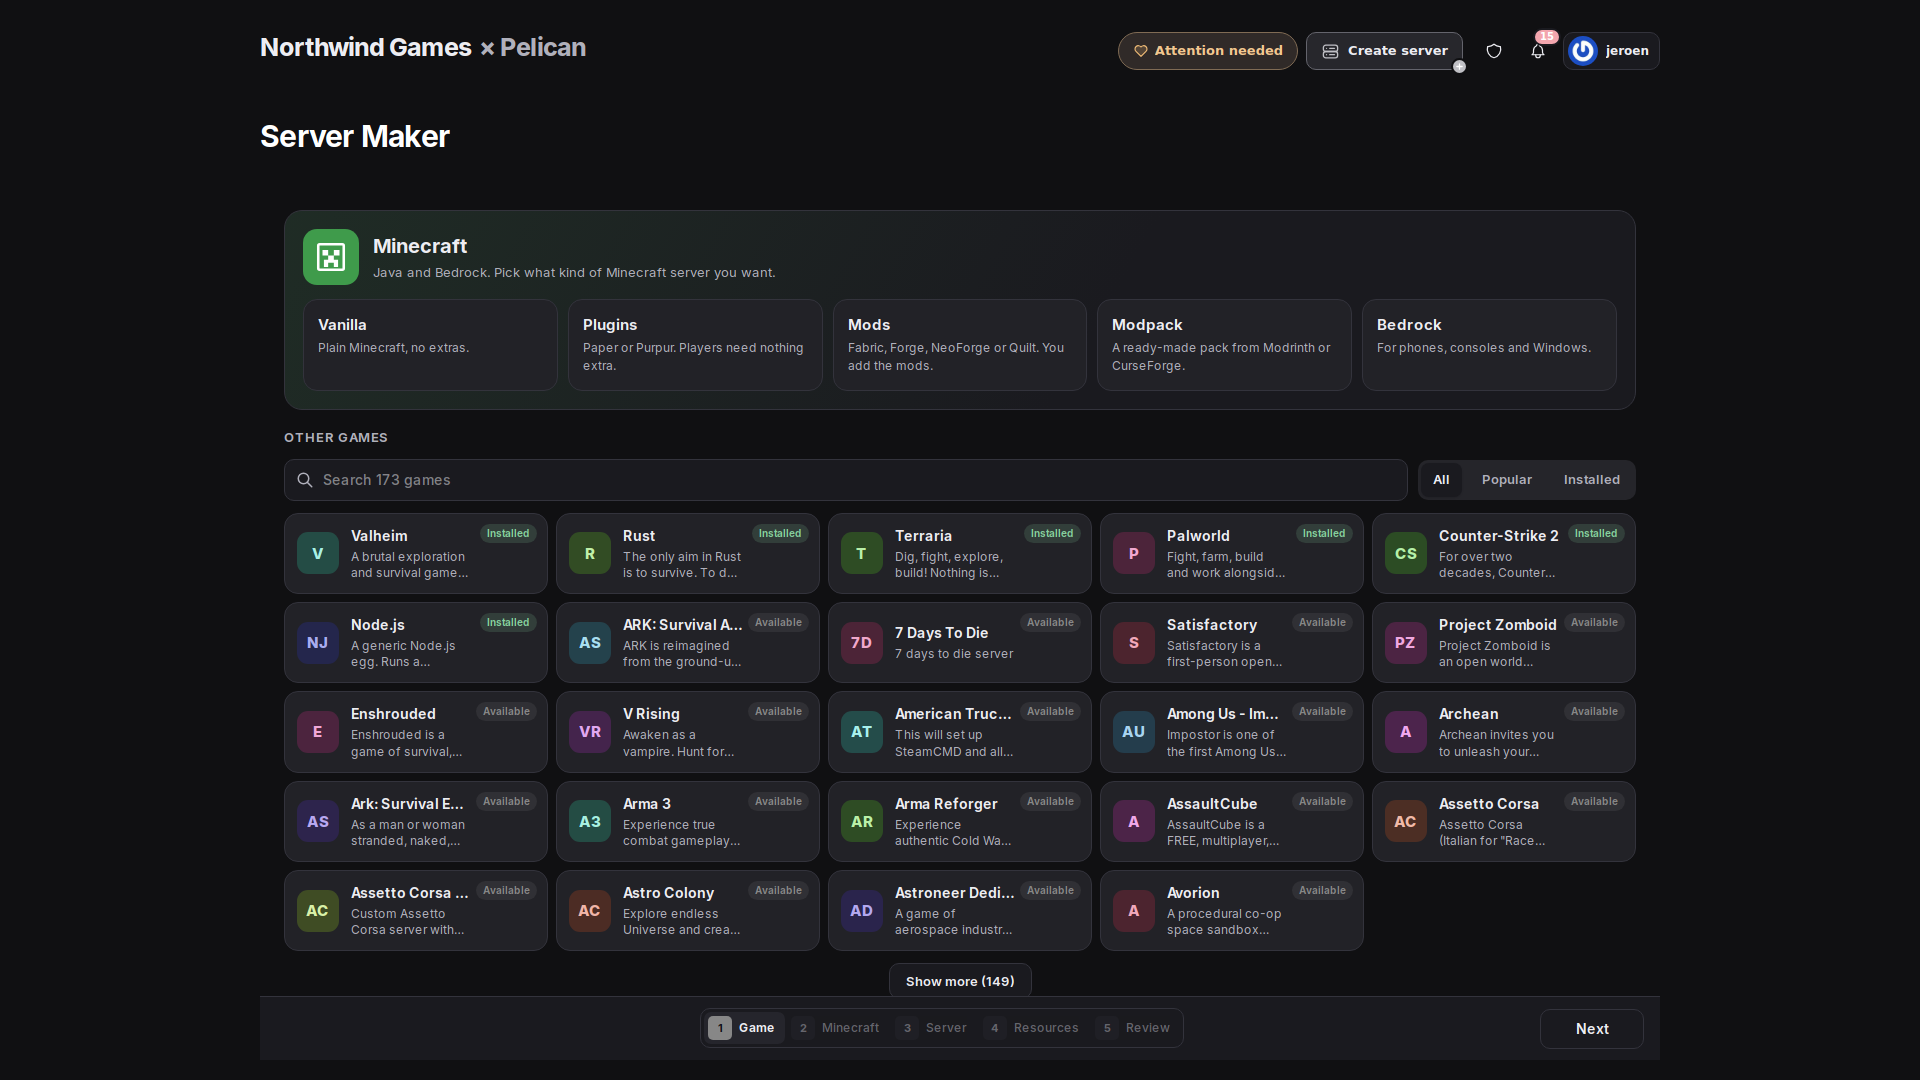 Northwind Games × Pelican
Attention needed
Create server
15
jeroen
Server Maker
Minecraft
Java and Bedrock. Pick what kind of Minecraft server you want.
Vanilla
Plain Minecraft, no extras.
Plugins
Paper or Purpur. Players need nothing
extra.
Mods
Fabric, Forge, NeoForge or Quilt. You
add the mods.
Modpack
A ready-made pack from Modrinth or
CurseForge.
Bedrock
For phones, consoles and Windows.
OTHER GAMES
Search 173 games
All
Popular
Installed
V
Valheim
Installed
A brutal exploration
and survival game...
R
Rust
Installed
The only aim in Rust
is to survive. To d...
T
Terraria
Installed
Dig, fight, explore,
build! Nothing is...
P
Palworld
Installed
Fight, farm, build
and work alongsid...
CS
Counter-Strike 2
Installed
For over two
decades, Counter...
NJ
Node.js
Installed
A generic Node.js
egg. Runs a...
AS
ARK: Survival A...
Available
ARK is reimagined
from the ground-u...
7D
7 Days To Die
Available
7 days to die server
S
Satisfactory
Available
Satisfactory is a
first-person open...
PZ
Project Zomboid
Available
Project Zomboid is
an open world...
E
Enshrouded
Available
Enshrouded is a
game of survival,...
VR
V Rising
Available
Awaken as a
vampire. Hunt for...
AT
American Truc...
Available
This will set up
SteamCMD and all...
AU
Among Us - Im...
Available
Impostor is one of
the first Among Us...
A
Archean
Available
Archean invites you
to unleash your...
AS
Ark: Survival E...
Available
As a man or woman
stranded, naked,...
A3
Arma 3
Available
Experience true
combat gameplay...
AR
Arma Reforger
Available
Experience
authentic Cold Wa...
A
AssaultCube
Available
AssaultCube is a
FREE, multiplayer,...
AC
Assetto Corsa
Available
Assetto Corsa
(Italian for "Race...
AC
Assetto Corsa ...
Available
Custom Assetto
Corsa server with...
AC
Astro Colony
Available
Explore endless
Universe and crea...
AD
Astroneer Dedi...
Available
A game of
aerospace industr...
A
Avorion
Available
A procedural co-op
space sandbox...
Show more (149)
1 Game
2 Minecraft
3 Server
4 Resources
5 Review
Next